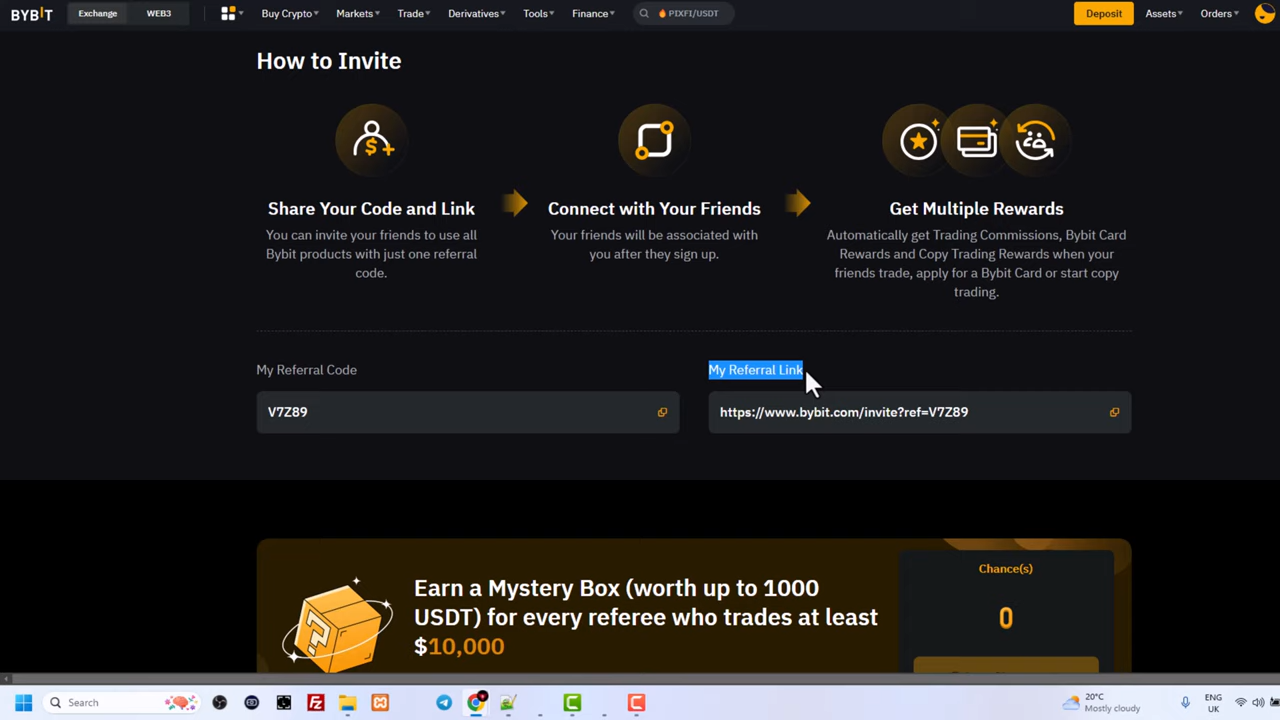 BYBIT Exchange WEB3 Buy Crypto Markets Trade Derivatives Tools Finance PIXFI/USDT Deposit Assets Orders
How to Invite
Share Your Code and Link
You can invite your friends to use all
Bybit products with just one referral
code.
Connect with Your Friends
Your friends will be associated with
you after they sign up.
Get Multiple Rewards
Automatically get Trading Commissions, Bybit Card
Rewards and Copy Trading Rewards when your
friends trade, apply for a Bybit Card or start copy
trading.
My Referral Code
V7Z89
My Referral Link
https://www.bybit.com/invite?ref=V7Z89
Earn a Mystery Box (worth up to 1000
USDT) for every referee who trades at least
$10,000
Chance(s)
0
Search
20°C
Mostly cloudy
ENG
UK